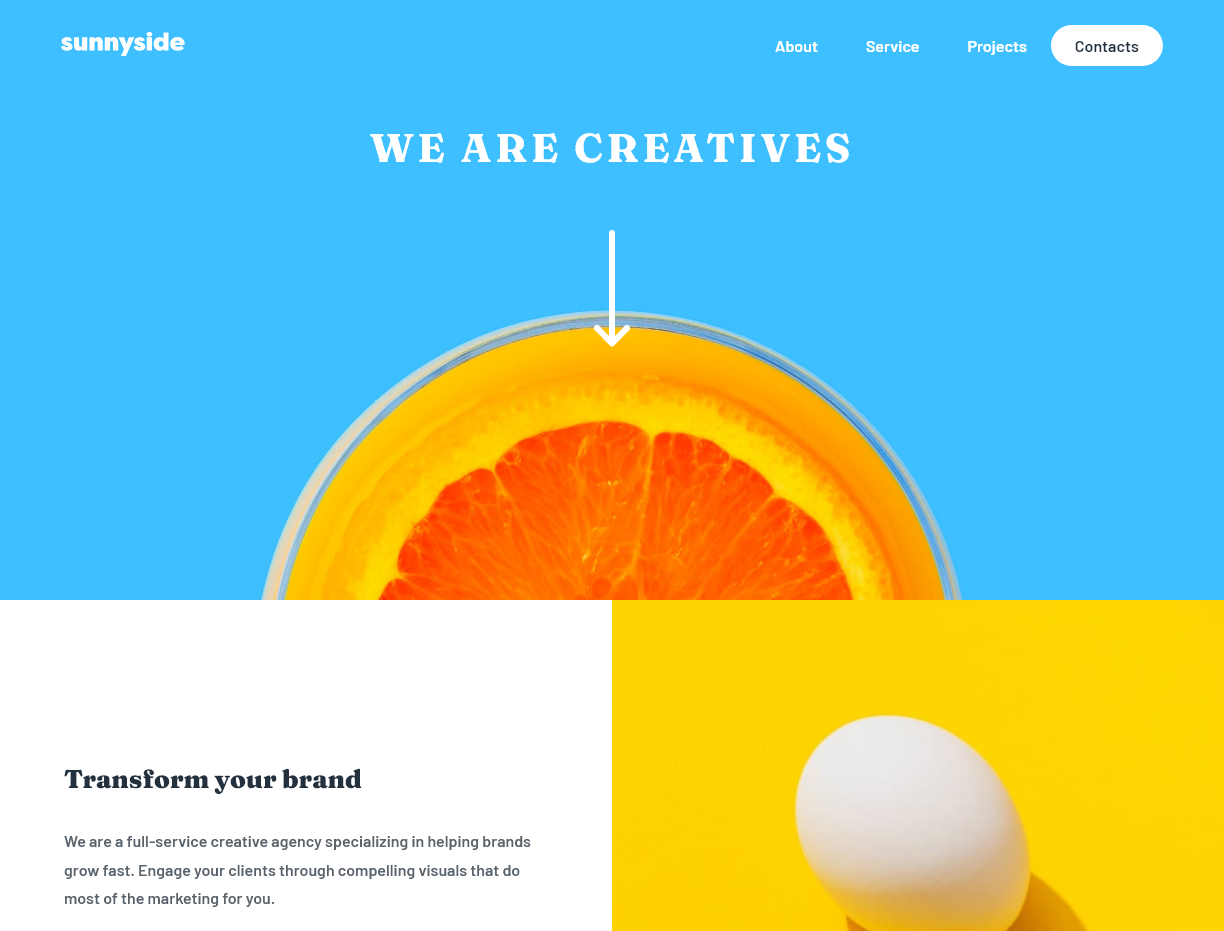 sunnyside
About
Service
Projects
Contacts
WE ARE CREATIVES
Transform your brand
We are a full-service creative agency specializing in helping brands
grow fast. Engage your clients through compelling visuals that do
most of the marketing for you.